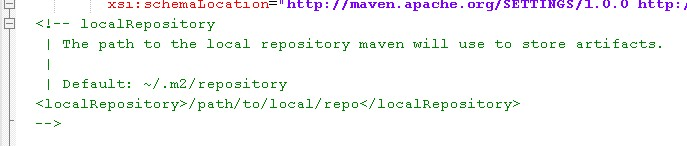 xsi:schemaLocation="http://maven.apache.org/SETTINGS/1.0.0 http:/
<!-- localRepository
| The path to the local repository maven will use to store artifacts.
|
| Default: ~/.m2/repository
<localRepository>/path/to/local/repo</localRepository>
-->